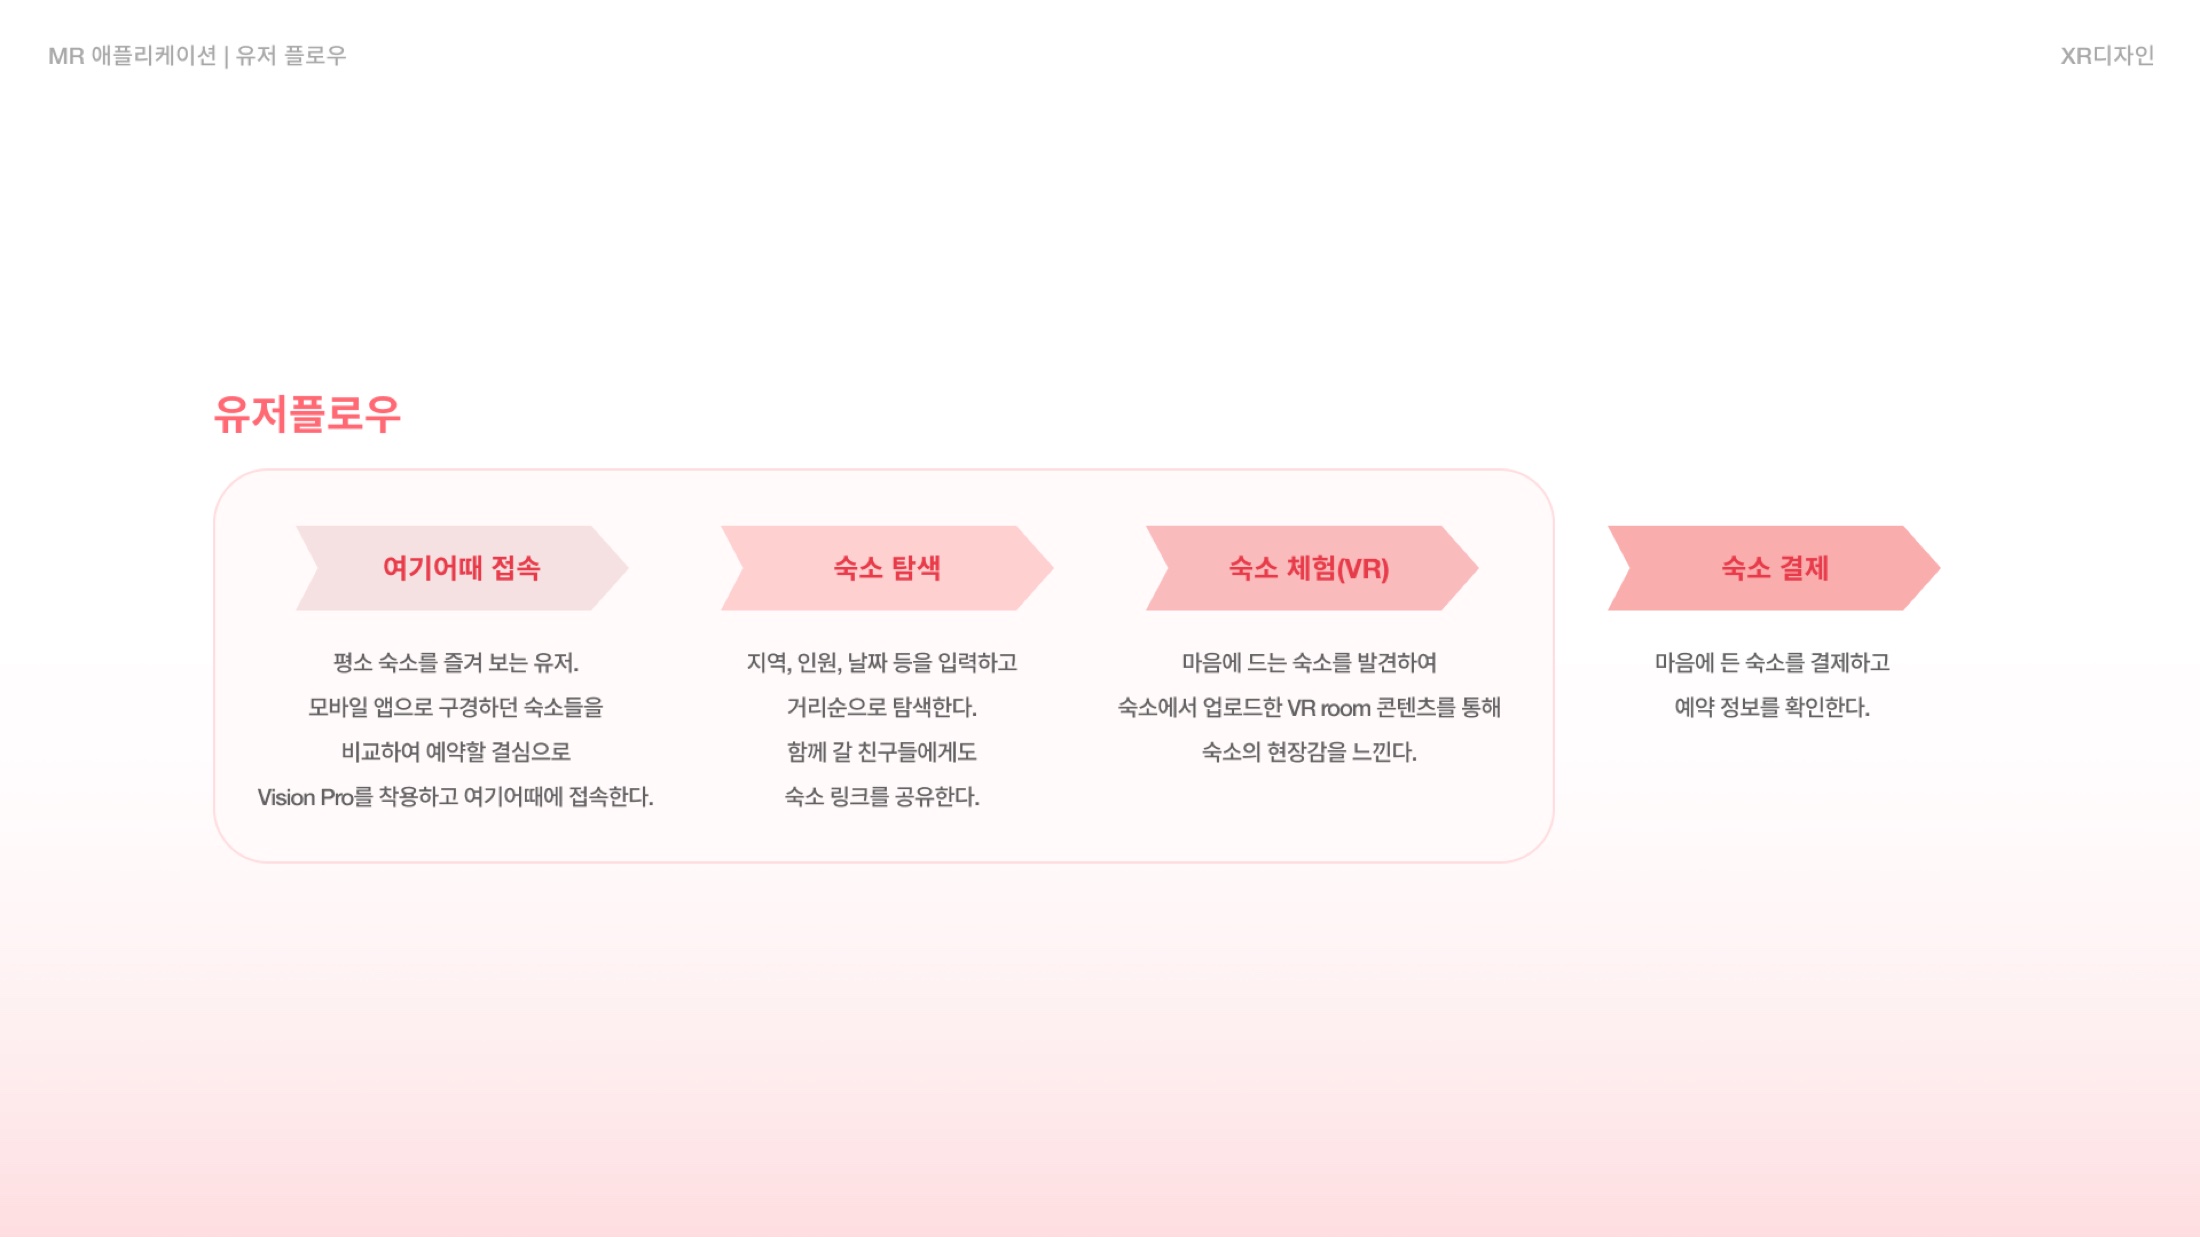 MR 애플리케이션 | 유저 플로우
XR디자인
유저플로우
여기어때 접속
평소 숙소를 즐겨 보는 유저.
모바일 앱으로 구경하던 숙소들을
비교하여 예약할 결심으로
Vision Pro를 착용하고 여기어때에 접속한다.
숙소 탐색
지역, 인원, 날짜 등을 입력하고
거리순으로 탐색한다.
함께 갈 친구들에게도
숙소 링크를 공유한다.
숙소 체험(VR)
마음에 드는 숙소를 발견하여
숙소에서 업로드한 VR room 콘텐츠를 통해
숙소의 현장감을 느낀다.
숙소 결제
마음에 든 숙소를 결제하고
예약 정보를 확인한다.